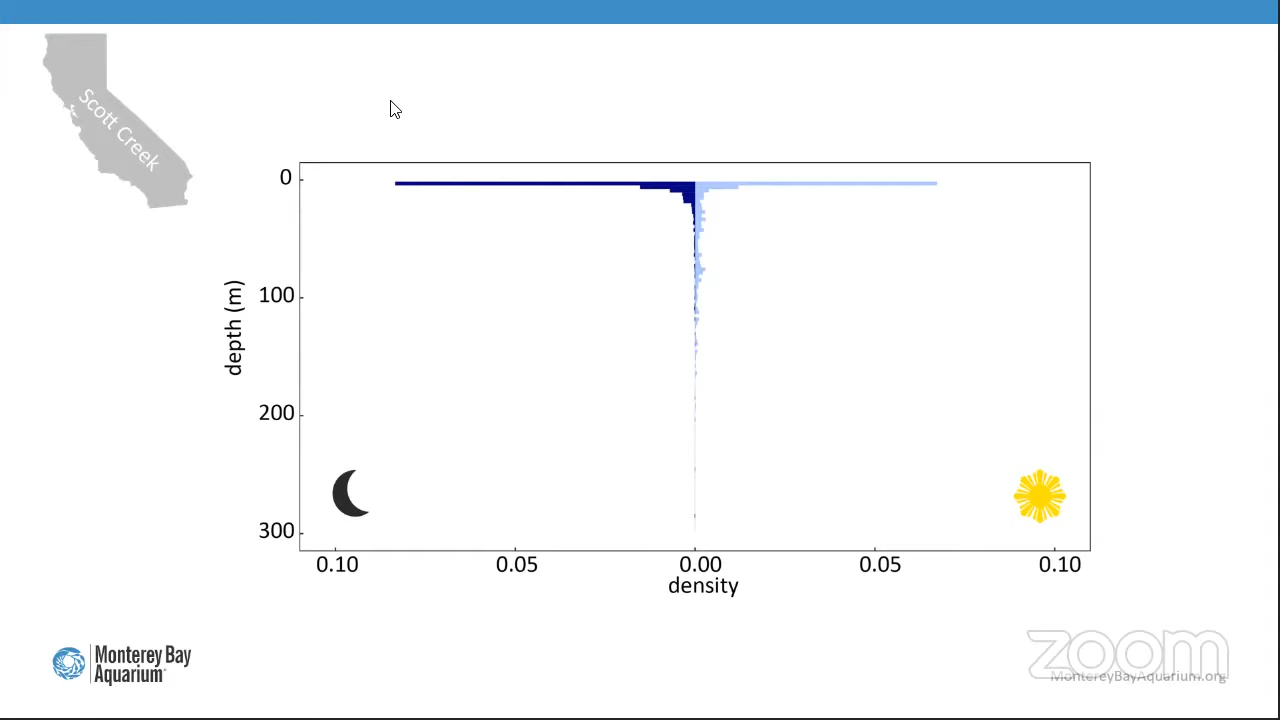 Scott Creek
0
100
200
300
depth (m)
0.10 0.05 0.00 0.05 0.10
density
Monterey Bay
Aquarium
zoom
MontereyBayAquarium.org